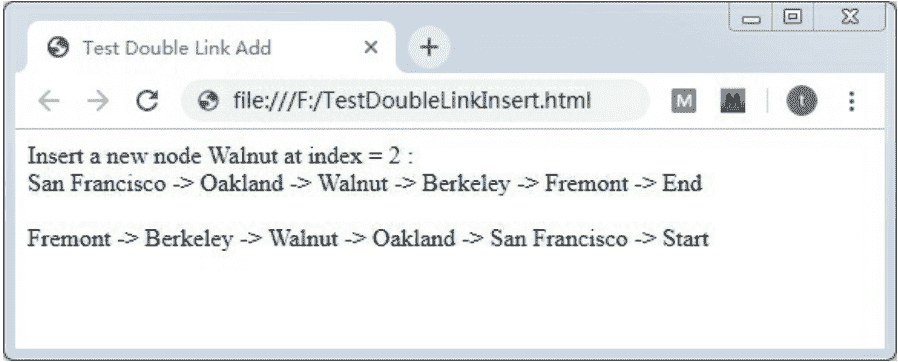 Test Double Link Add
file:///F:/TestDoubleLinkInsert.html
M
M
t
Insert a new node Walnut at index = 2 :
San Francisco -> Oakland -> Walnut -> Berkeley -> Fremont -> End
Fremont -> Berkeley -> Walnut -> Oakland -> San Francisco -> Start